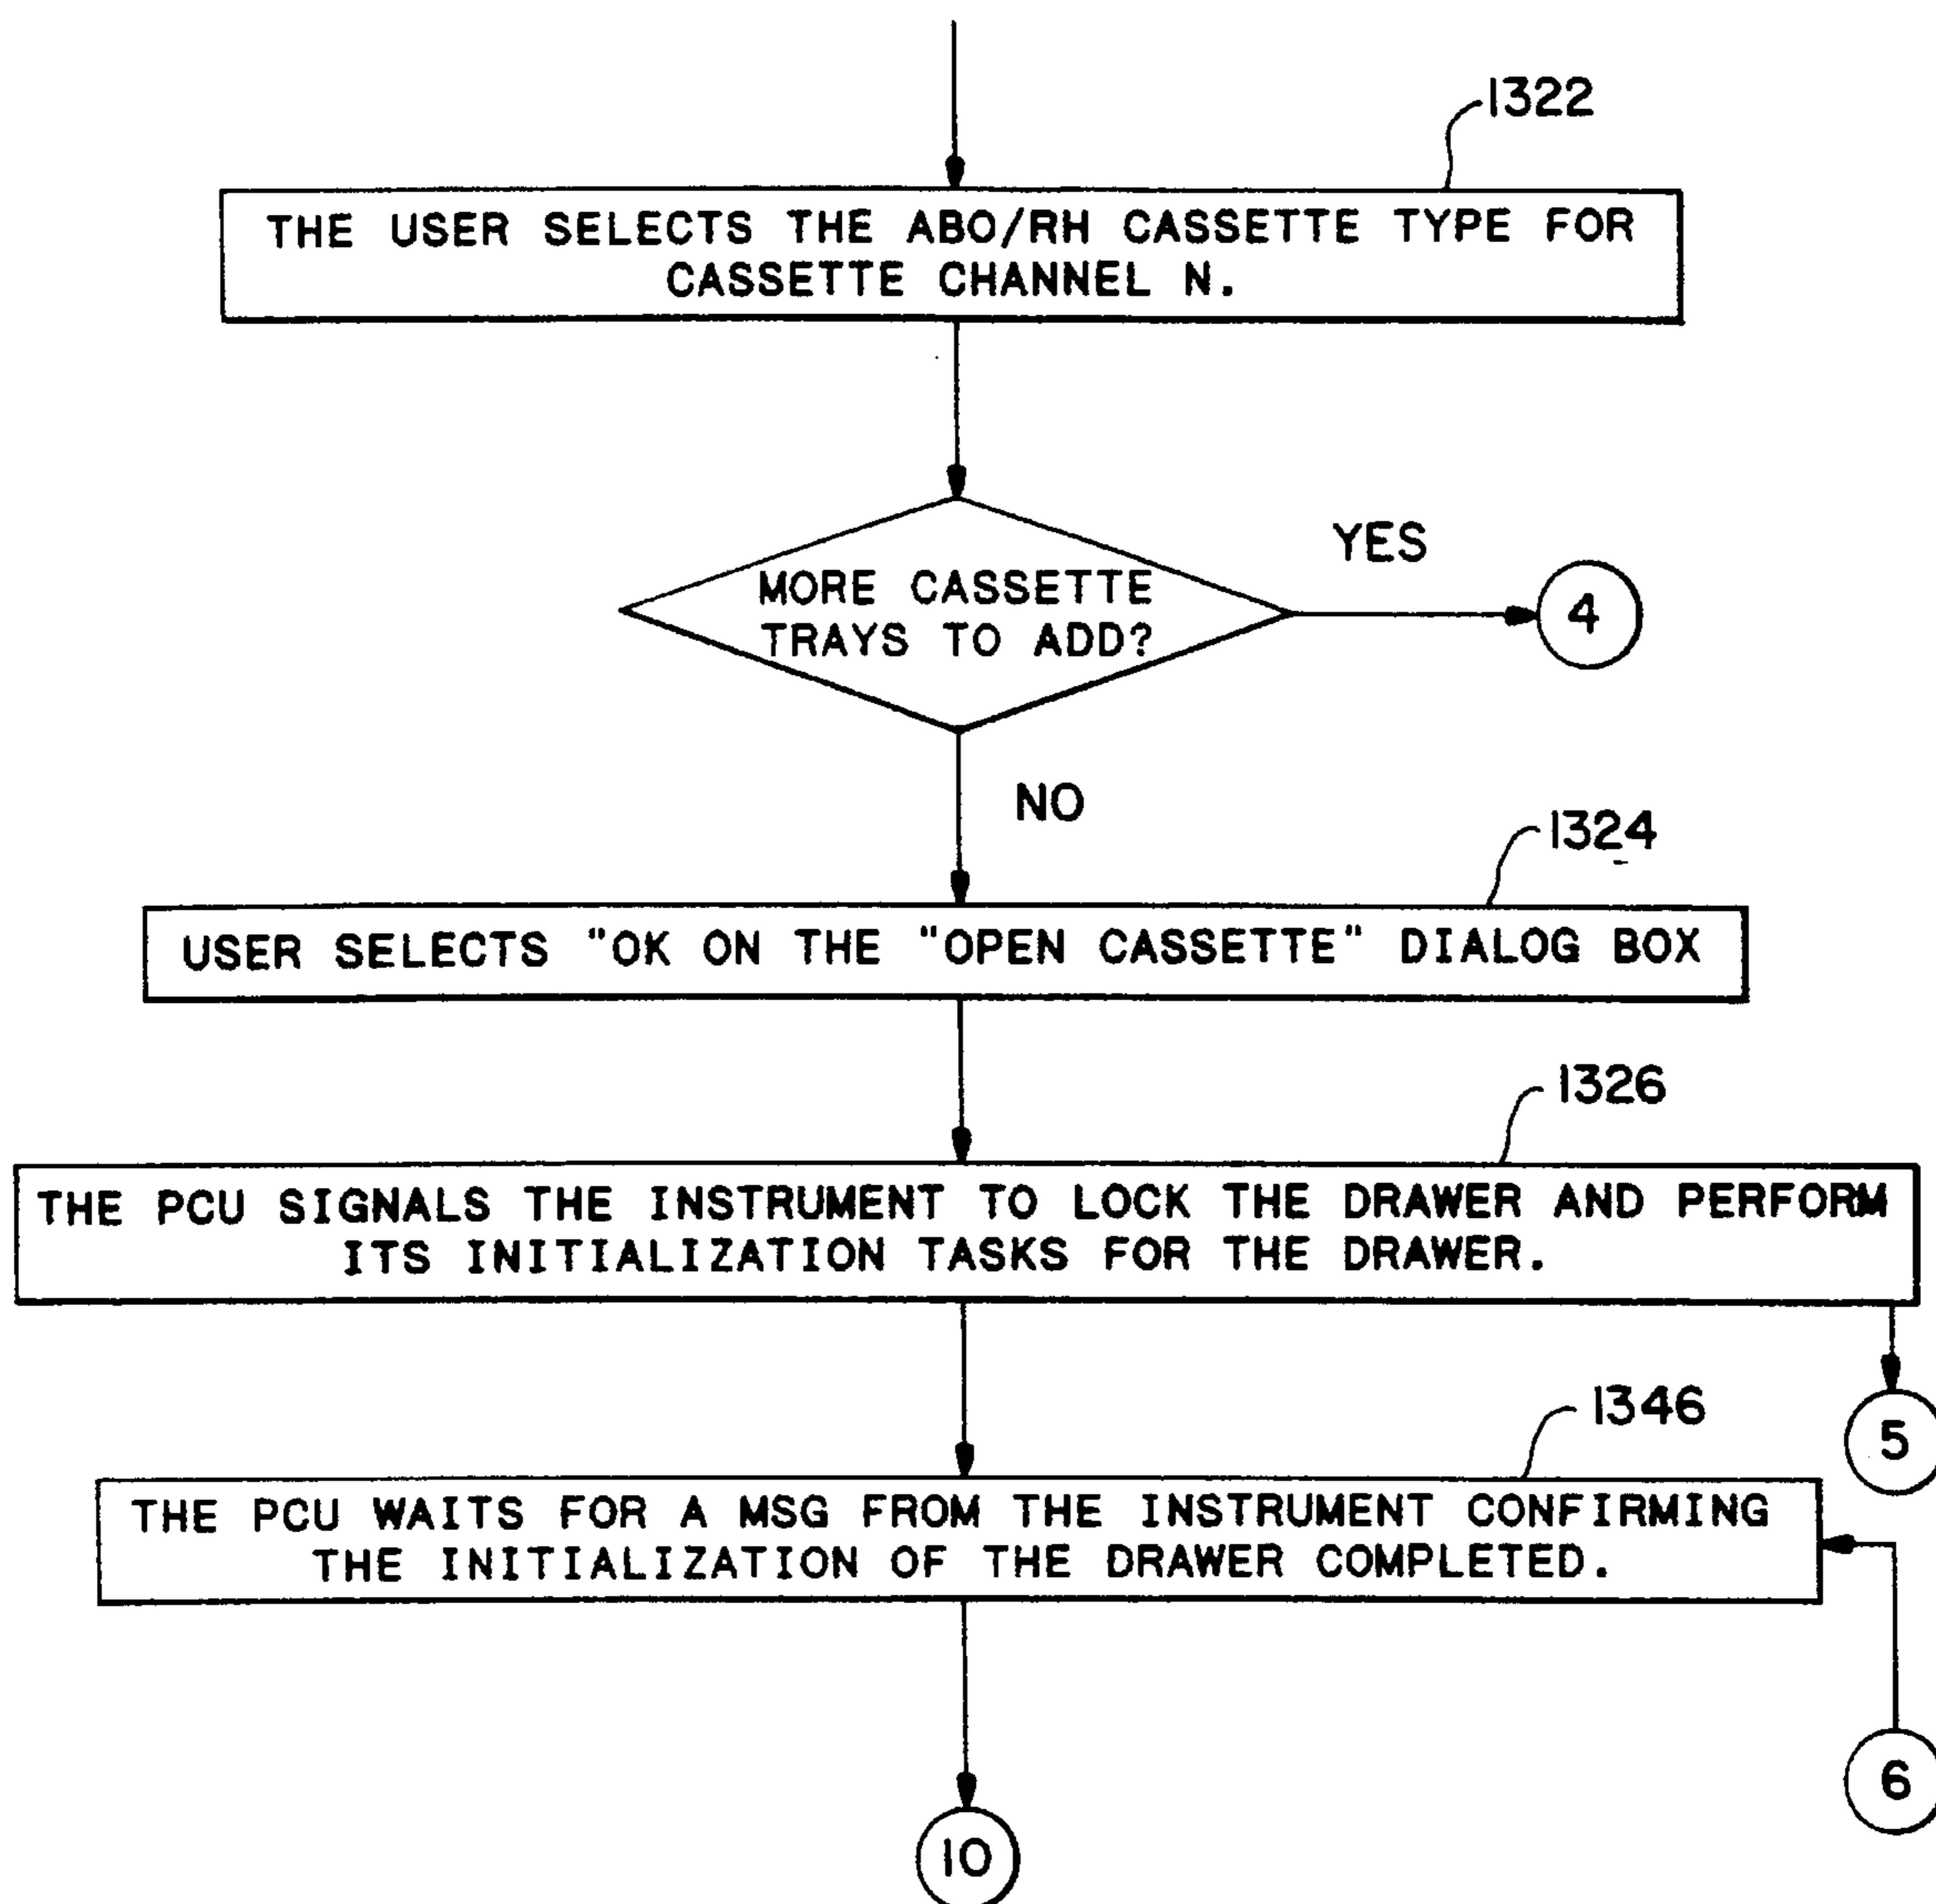 1322
THE USER SELECTS THE ABO/RH CASSETTE TYPE FOR
CASSETTE CHANNEL N.
MORE CASSETTE
TRAYS TO ADD?
YES
4
NO
1324
USER SELECTS "OK ON THE "OPEN CASSETTE" DIALOG BOX
1326
THE PCU SIGNALS THE INSTRUMENT TO LOCK THE DRAWER AND PERFORM
ITS INITIALIZATION TASKS FOR THE DRAWER.
5
1346
THE PCU WAITS FOR A MSG FROM THE INSTRUMENT CONFIRMING
THE INITIALIZATION OF THE DRAWER COMPLETED.
6
10